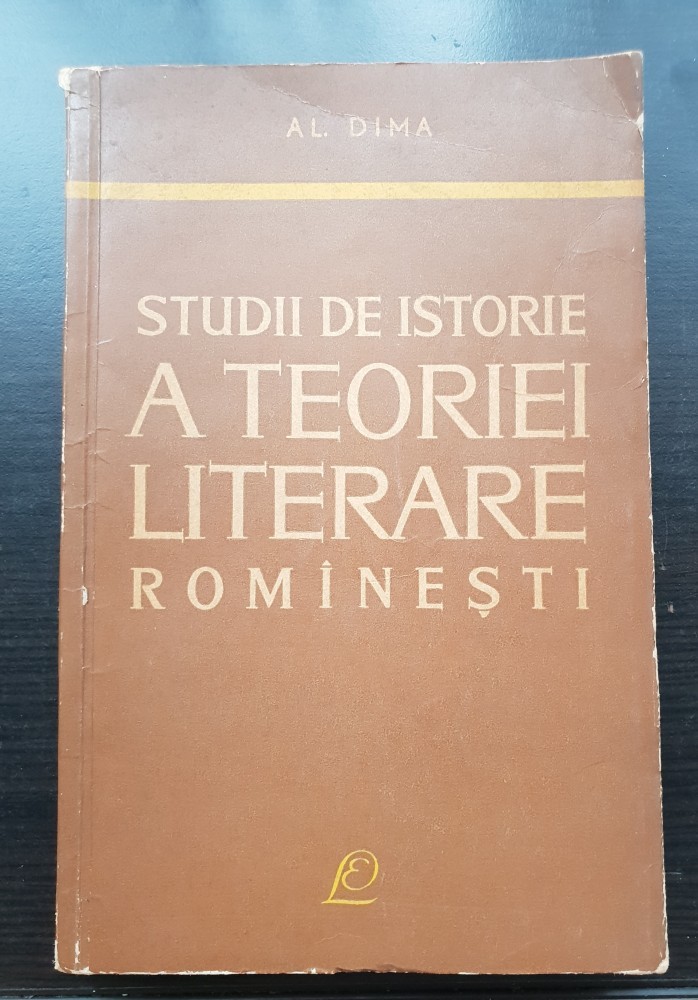 AL. DIMA
STUDII DE ISTORIE
A TEORIEI
LITERARE
ROMÎNEȘTI